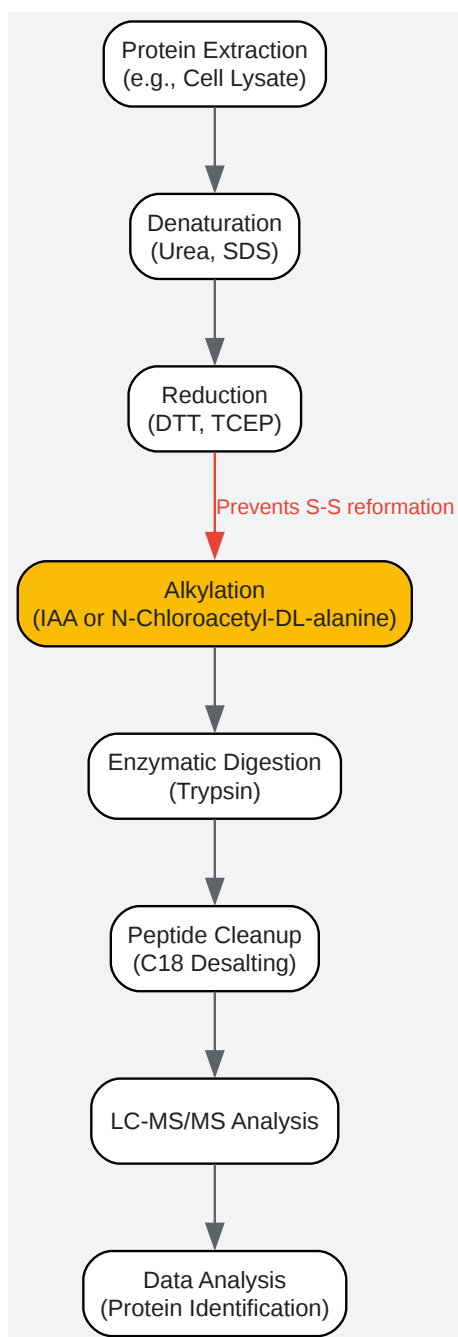 Protein Extraction
(e.g., Cell Lysate)
Denaturation
(Urea, SDS)
Reduction
(DTT, TCEP)
Prevents S-S reformation
Alkylation
(IAA or N-Chloroacetyl-DL-alanine)
Enzymatic Digestion
(Trypsin)
Peptide Cleanup
(C18 Desalting)
LC-MS/MS Analysis
Data Analysis
(Protein Identification)